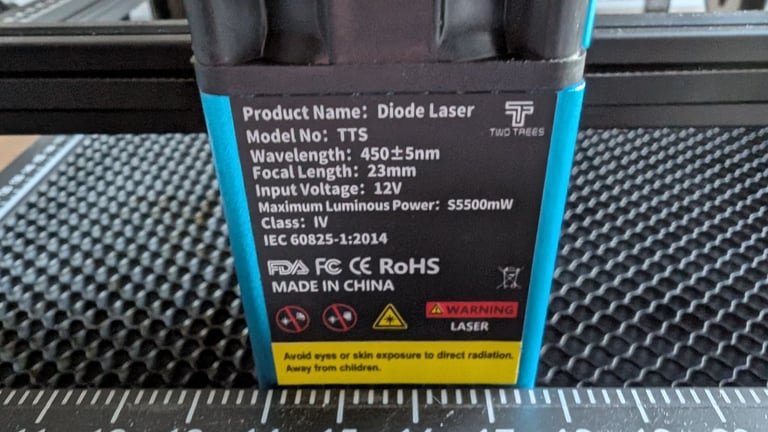 Product Name: Diode Laser
TWO TREES
Model No: TTS
Wavelength: 450±5nm
Focal Length: 23mm
Input Voltage: 12V
Maximum Luminous Power: S5500mW
Class: IV
IEC 60825-1:2014
FDA FC CE RoHS
MADE IN CHINA
WARNING
LASER
Avoid eyes or skin exposure to direct radiation.
Away from children.